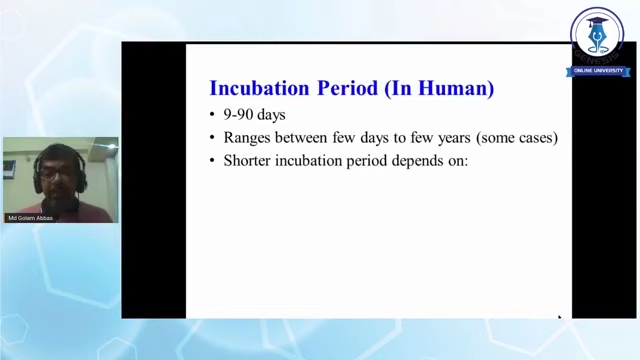 GENESIS
ONLINE UNIVERSITY
Incubation Period (In Human)
• 9-90 days
• Ranges between few days to few years (some cases)
• Shorter incubation period depends on:
Md Golam Abbas